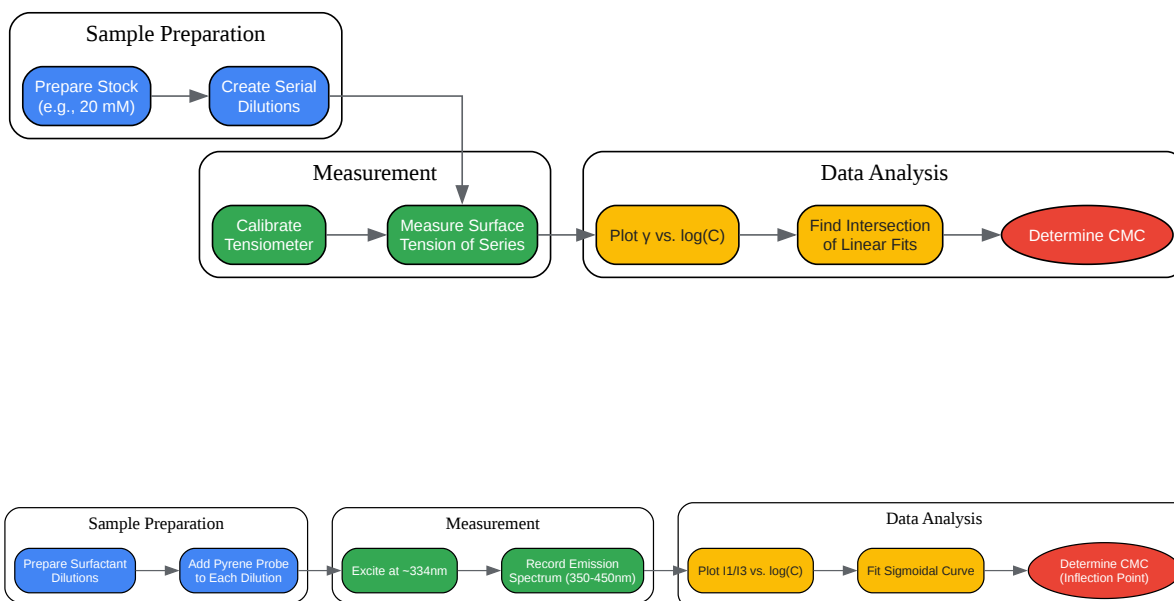 Sample Preparation
Prepare Stock
(e.g., 20 mM)
Create Serial
Dilutions
Measurement
Calibrate
Tensiometer
Measure Surface
Tension of Series
Data Analysis
Plot γ vs. log(C)
Find Intersection
of Linear Fits
Determine CMC
Sample Preparation
Prepare Surfactant
Dilutions
Add Pyrene Probe
to Each Dilution
Measurement
Excite at ~334nm
Record Emission
Spectrum (350-450nm)
Data Analysis
Plot I1/I3 vs. log(C)
Fit Sigmoidal Curve
Determine CMC
(Inflection Point)